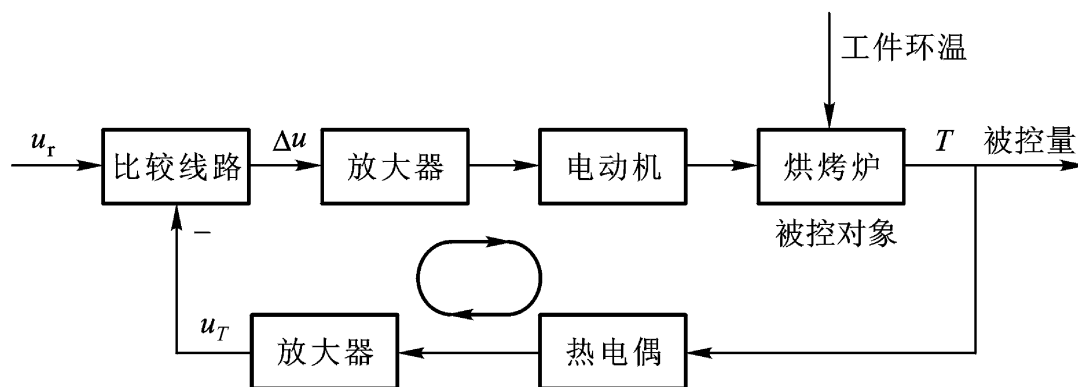 工件环温
u_r
比较线路
Δu
放大器
电动机
烘烤炉
T
被控量
被控对象
−
u_T
放大器
热电偶